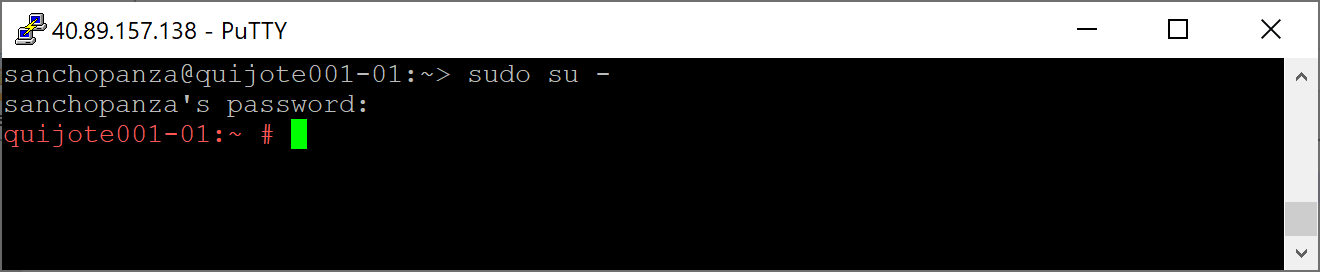 40.89.157.138 - PuTTY
sanchopanza@quijote001-01:~> sudo su -
sanchopanza's password:
quijote001-01:~ #